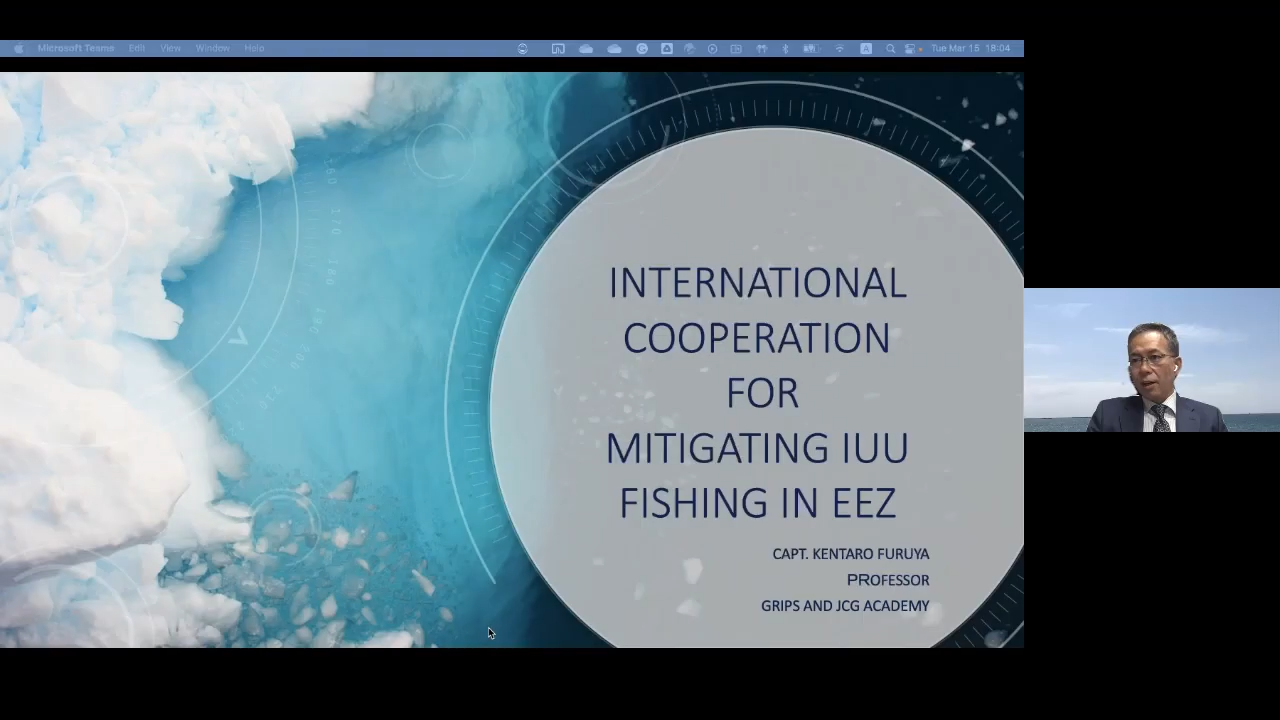 Microsoft Teams Edit View Window Help Tue Mar 15 18:04
INTERNATIONAL
COOPERATION
FOR
MITIGATING IUU
FISHING IN EEZ
CAPT. KENTARO FURUYA
PROFESSOR
GRIPS AND JCG ACADEMY